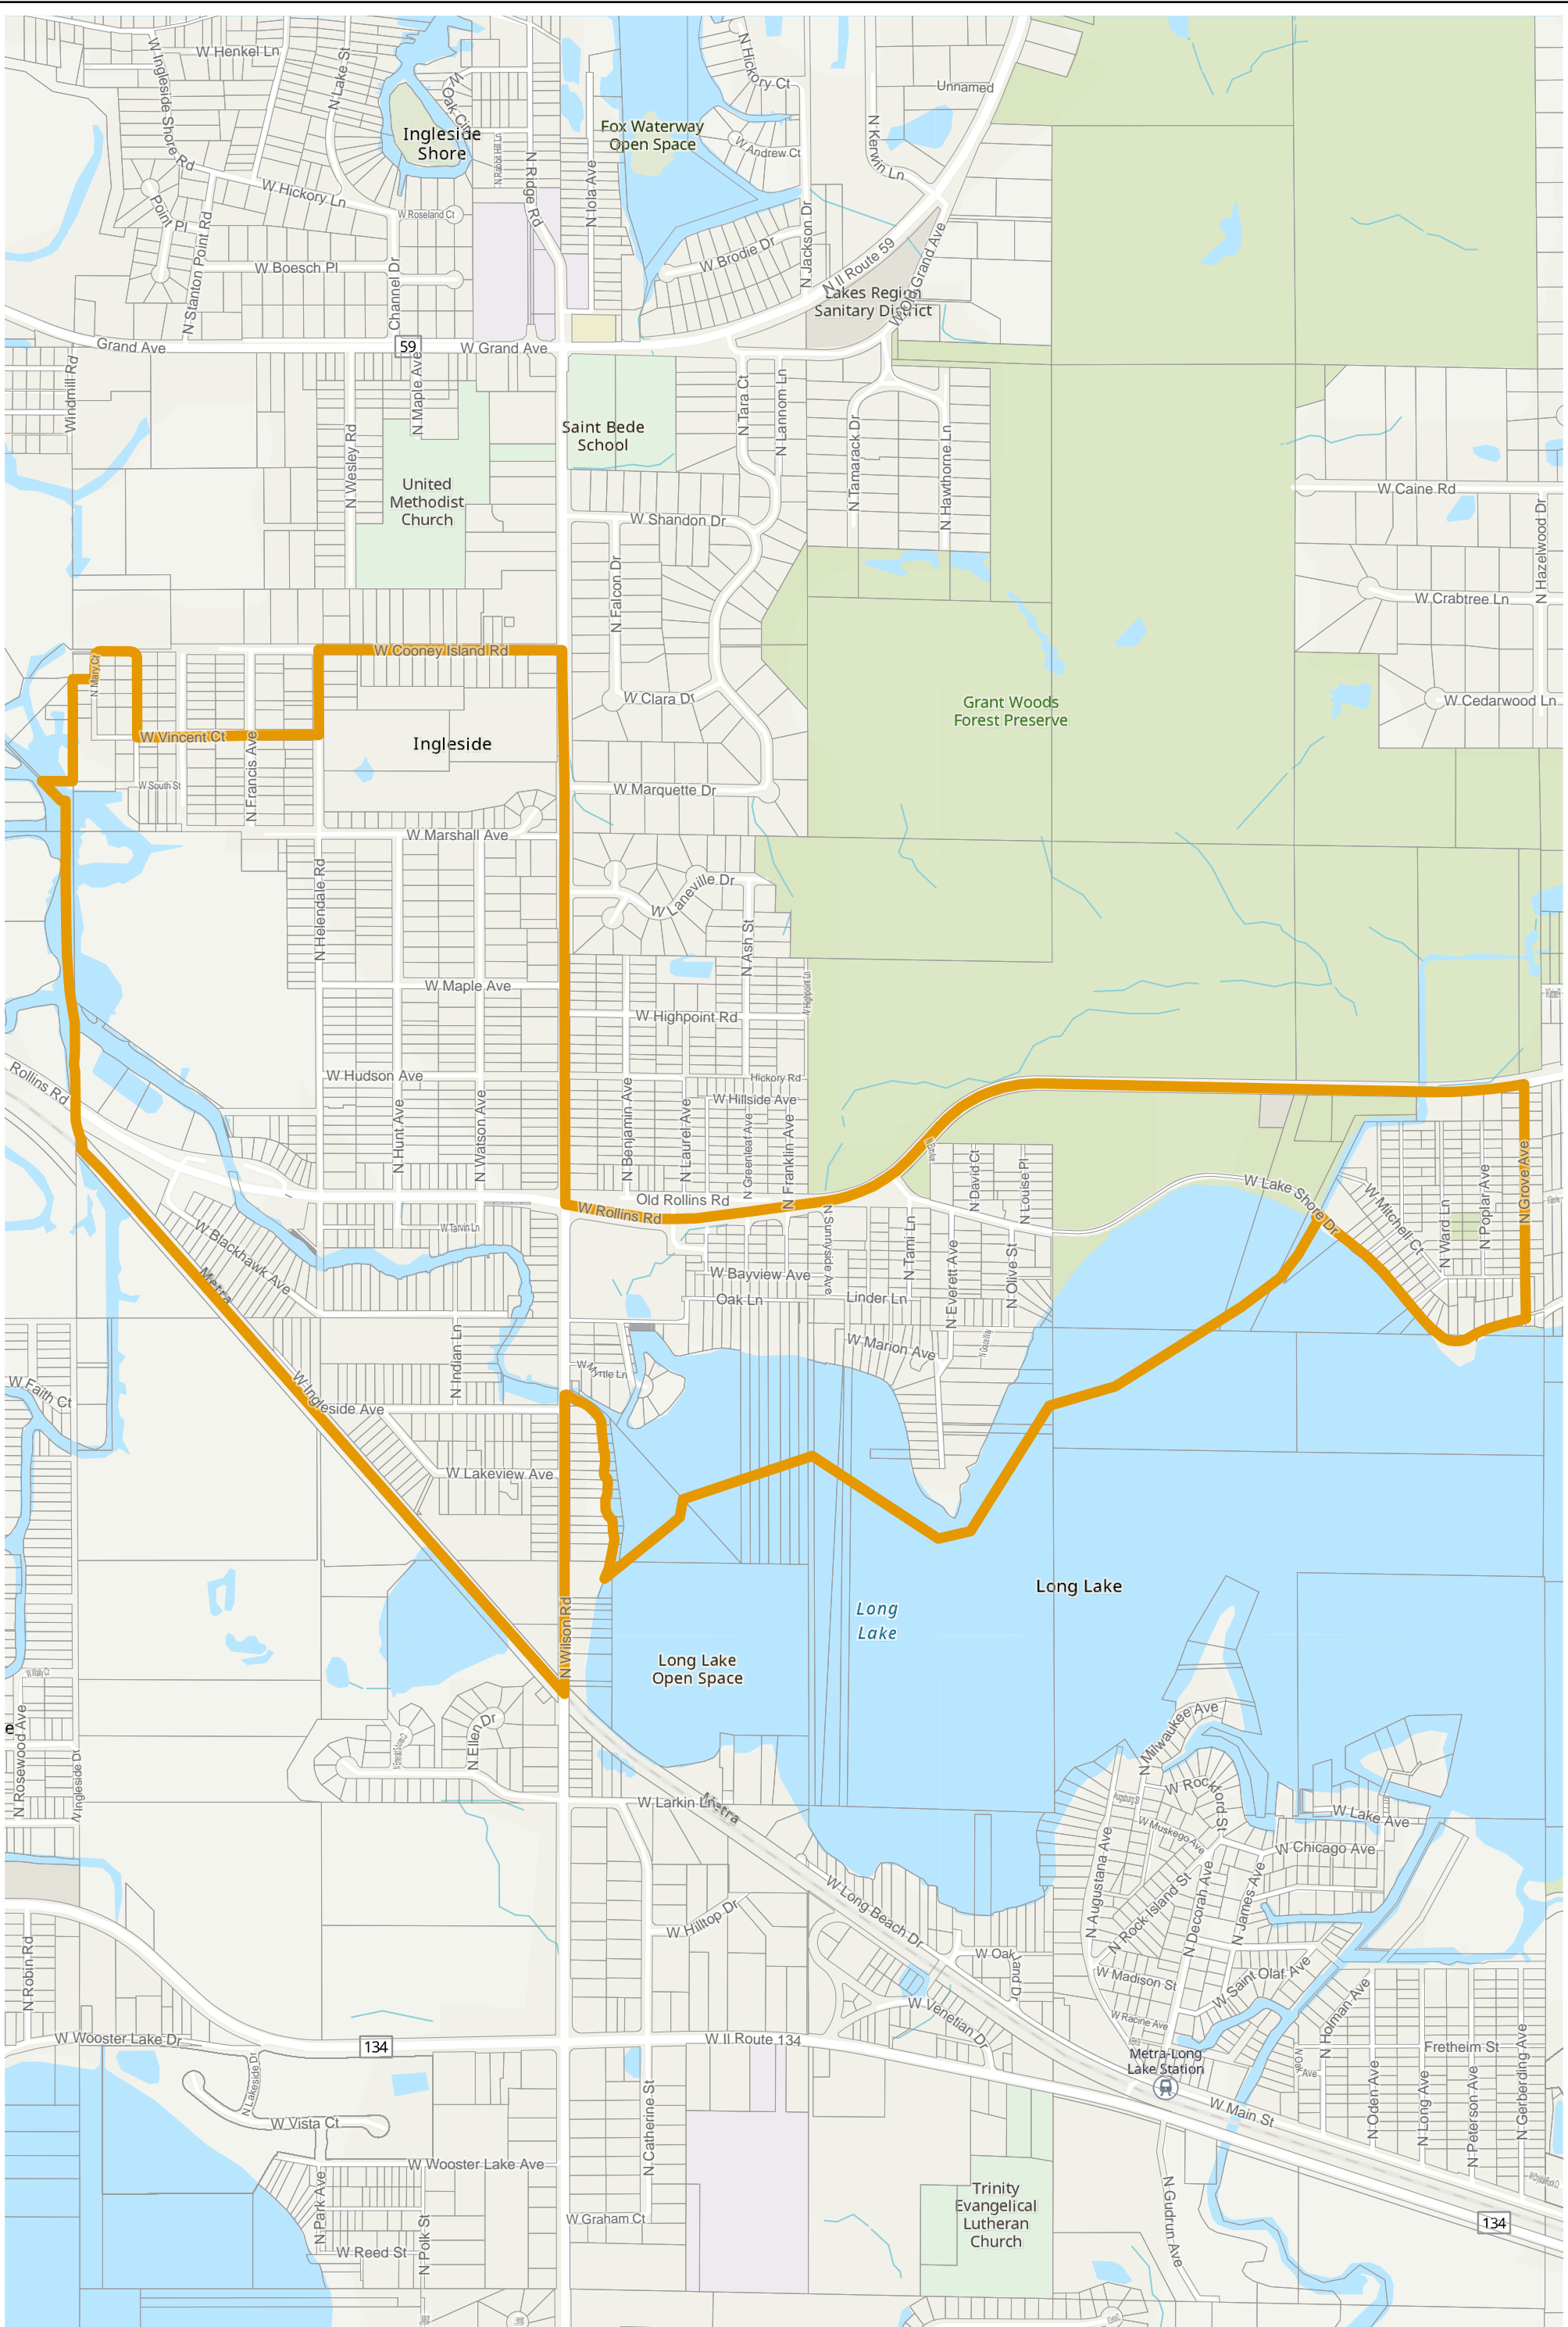 W Henkel Ln
W Ingleside Shore Rd
N Lake St
Ingleside
Shore
W Oak Cir
N Rabbit Hill Ln
N Ridge Rd
N Iola Ave
Fox Waterway
Open Space
N Hickory Ct
W Andrew Ct
N Kerwin Ln
Unnamed
W Hickory Ln
W Roseland Ct
Point Pl
N Stanton Point Rd
W Boesch Pl
Channel Dr
W Brodie Dr
N Jackson Dr
N Il Route 59
W Old Grand Ave
Lakes Region
Sanitary District
Grand Ave
59
W Grand Ave
Windmill Rd
N Maple Ave
N Wesley Rd
United
Methodist
Church
Saint Bede
School
N Tara Ct
N Lannom Ln
N Tamarack Dr
N Hawthorne Ln
W Caine Rd
N Hazelwood Dr
W Shandon Dr
N Falcon Dr
W Crabtree Ln
W Cooney Island Rd
N Mary Ct
W Clara Dr
Grant Woods
Forest Preserve
W Cedarwood Ln
W Vincent Ct
Ingleside
N Francis Ave
W South St
W Marquette Dr
W Marshall Ave
N Helendale Rd
W Laneville Dr
N Ash St
W Maple Ave
N Highpoint Ln
W Highpoint Rd
Rollins Rd
W Hudson Ave
Hickory Rd
W Hillside Ave
N Hunt Ave
N Watson Ave
N Benjamin Ave
N Laurel Ave
N Greenleaf Ave
N Franklin Ave
N David Ct
N Louise Pl
Old Rollins Rd
W Rollins Rd
W Lake Shore Dr
W Mitchell Ct
N Ward Ln
N Poplar Ave
N Grove Ave
W Tarvin Ln
W Blackhawk Ave
Metra
N Sunnyside Ave
N Tami Ln
N Everett Ave
N Olive St
W Bayview Ave
Oak Ln
Linder Ln
W Marion Ave
N Indian Ln
W Myrtle Ln
W Faith Ct
W Ingleside Ave
W Lakeview Ave
Long Lake
Long
Lake
N Wilson Rd
Long Lake
Open Space
N Rosewood Ave
N Ingleside Dr
N Ellen Dr
N Milwaukee Ave
W Rockford St
Augsburg St
W Muskego Ave
W Lake Ave
W Chicago Ave
W Larkin Ln
Metra
N Augustana Ave
N Rock Island St
N Decorah Ave
N James Ave
W Long Beach Dr
W Hilltop Dr
W Oakland Dr
W Madison St
W Saint Olaf Ave
N Holman Ave
N Robin Rd
W Venetian Dr
W Racine Ave
W Wooster Lake Dr
134
W Il Route 134
Fretheim St
Metra-Long
Lake Station
N Oak Ave
N Lakeside Dr
W Vista Ct
N Catherine St
W Main St
N Oden Ave
N Long Ave
N Peterson Ave
N Gerberding Ave
W Wooster Lake Ave
N Park Ave
N Polk St
Trinity
Evangelical
Lutheran
Church
N Gudrun Ave
134
W Graham Ct
W Reed St